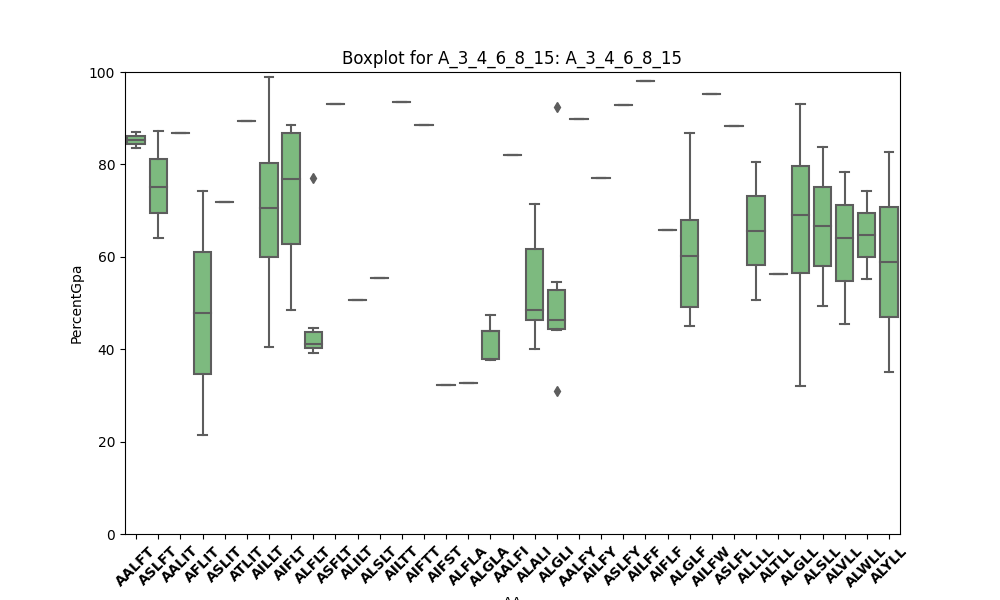 Boxplot for A_3_4_6_8_15: A_3_4_6_8_15
100
80
60
40
20
0
PercentGpa
AALFT
ASLFT
AALIT
AFLIT
ASLIT
ATLIT
AILLT
AIFLT
ALFLT
ASFLT
ALILT
ALSLT
AILTT
AIFTT
AIFST
ALFLA
ALGLA
AALFI
ALALI
ALGLI
AALFY
AILFY
ASLFY
AILFF
AIFLF
ALGLF
AILFW
ASLFL
ALLLL
ALTLL
ALGLL
ALSLL
ALVLL
ALWLL
ALYLL